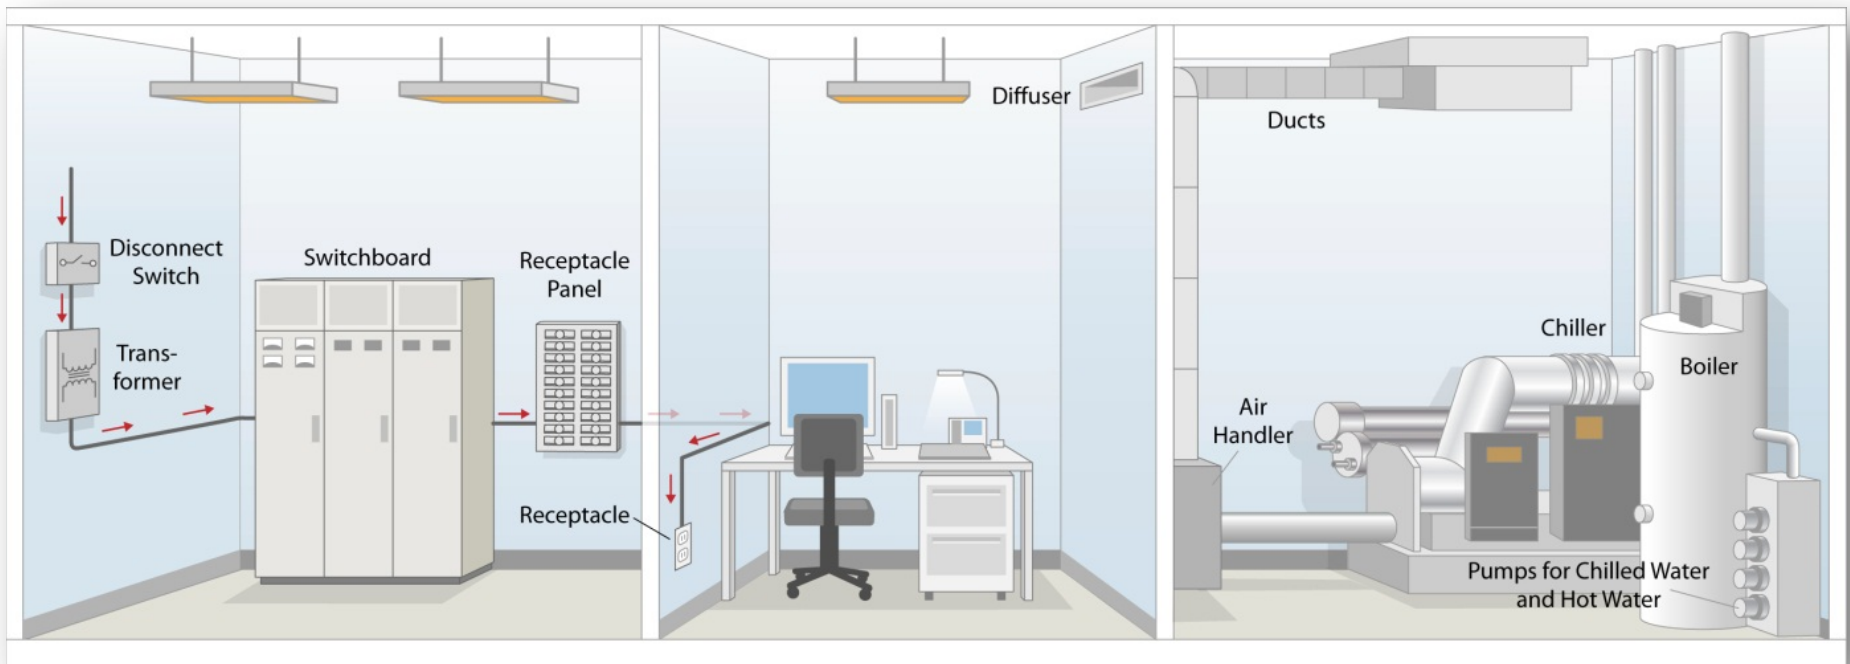 Disconnect
Switch
Trans-
former
Switchboard
Receptacle
Panel
Receptacle
Diffuser
Ducts
Air
Handler
Chiller
Boiler
Pumps for Chilled Water
and Hot Water